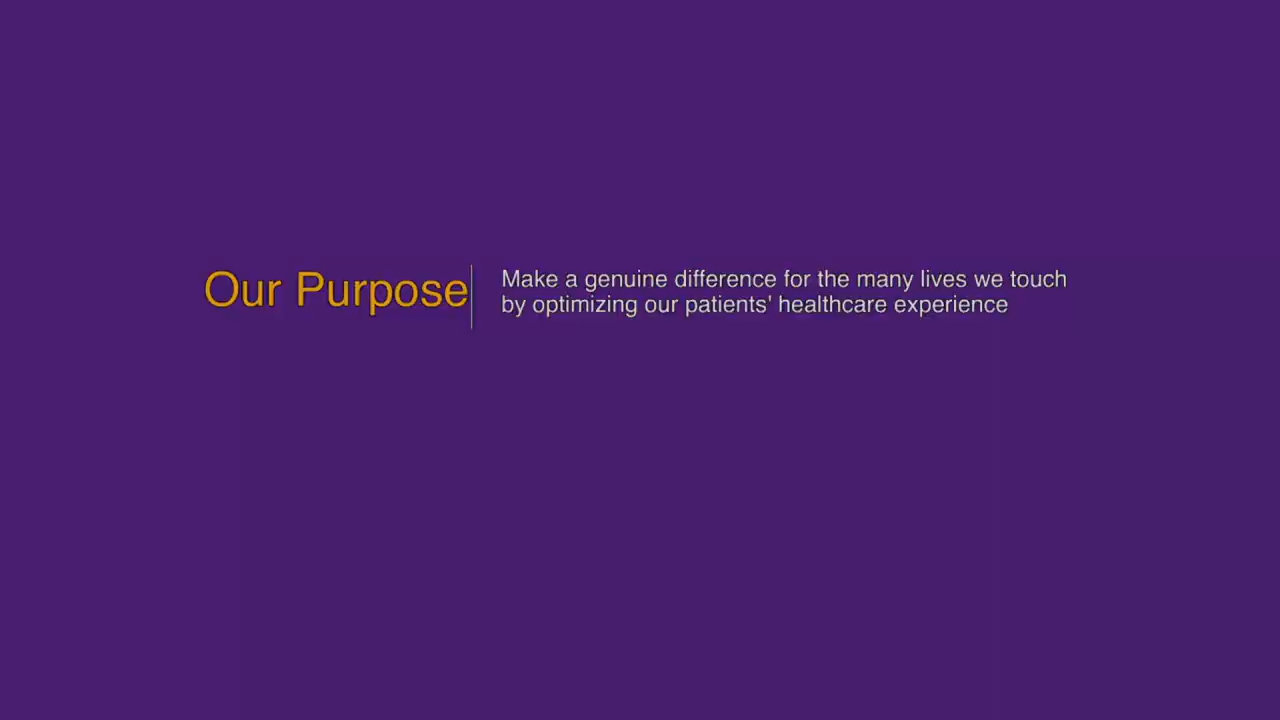 Our Purpose
Make a genuine difference for the many lives we touch
by optimizing our patients' healthcare experience